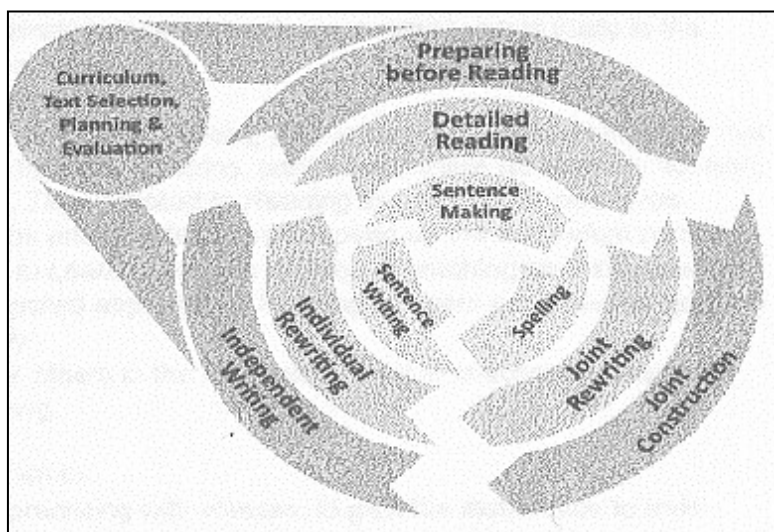 Curriculum,
Text Selection,
Planning &
Evaluation
Preparing
before Reading
Detailed
Reading
Sentence
Making
Sentence
Writing
Spelling
Individual
Rewriting
Joint
Rewriting
Independent
Writing
Joint
Construction